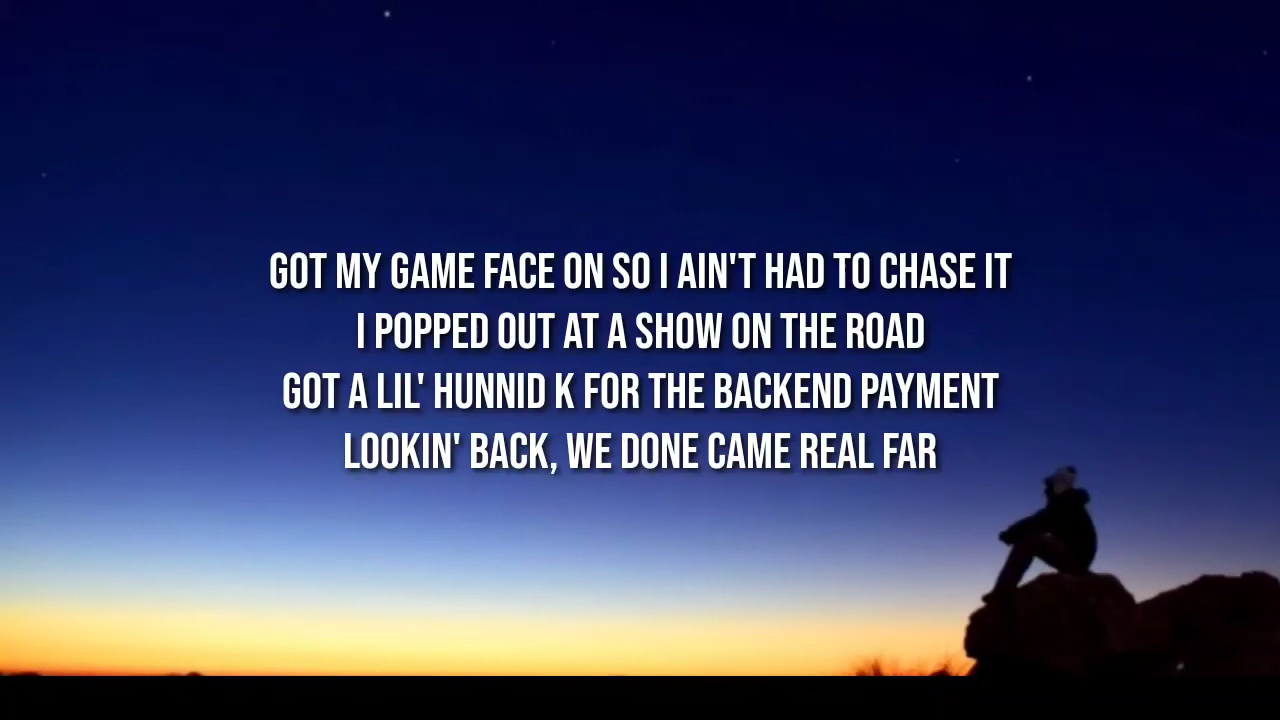 GOT MY GAME FACE ON SO I AIN'T HAD TO CHASE IT
I POPPED OUT AT A SHOW ON THE ROAD
GOT A LIL' HUNNID K FOR THE BACKEND PAYMENT
LOOKIN' BACK, WE DONE CAME REAL FAR